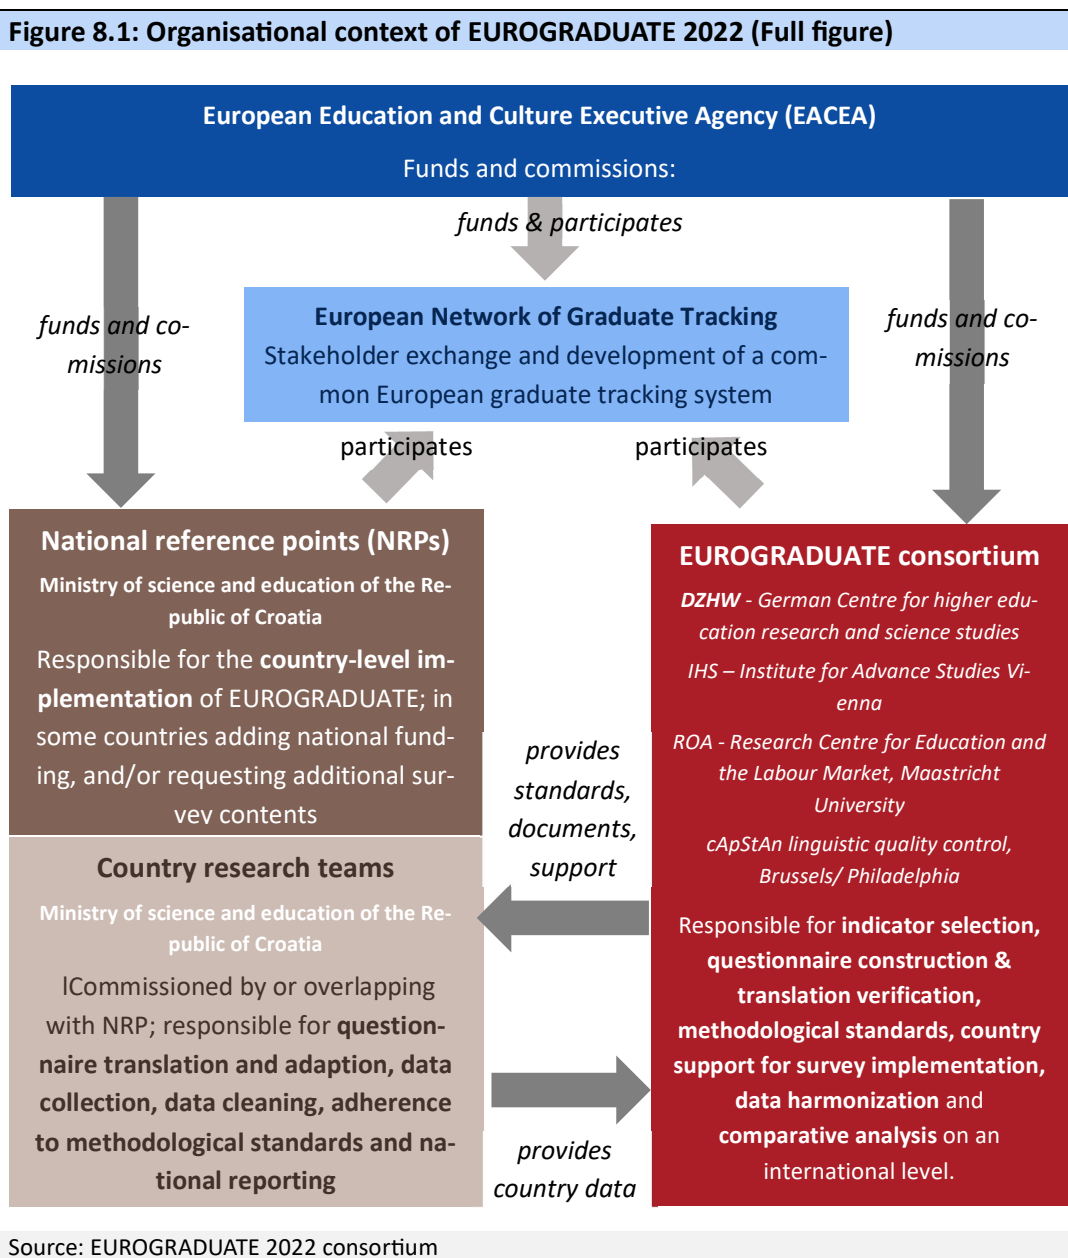 Figure 8.1: Organisational context of EUROGRADUATE 2022 (Full figure)
European Education and Culture Executive Agency (EACEA)
Funds and commissions:
funds & participates
funds and co-
missions
European Network of Graduate Tracking
Stakeholder exchange and development of a com-
mon European graduate tracking system
funds and co-
missions
participates
participates
National reference points (NRPs)
Ministry of science and education of the Re-
public of Croatia
Responsible for the country-level im-
plementation of EUROGRADUATE; in
some countries adding national fund-
ing, and/or requesting additional sur-
vey contents
Country research teams
Ministry of science and education of the Re-
public of Croatia
lCommissioned by or overlapping
with NRP; responsible for question-
naire translation and adaption, data
collection, data cleaning, adherence
to methodological standards and na-
tional reporting
provides
standards,
documents,
support
provides
country data
EUROGRADUATE consortium
DZHW - German Centre for higher edu-
cation research and science studies
IHS – Institute for Advance Studies Vi-
enna
ROA - Research Centre for Education and
the Labour Market, Maastricht
University
cApStAn linguistic quality control,
Brussels/ Philadelphia
Responsible for indicator selection,
questionnaire construction &
translation verification,
methodological standards, country
support for survey implementation,
data harmonization and
comparative analysis on an
international level.
Source: EUROGRADUATE 2022 consortium